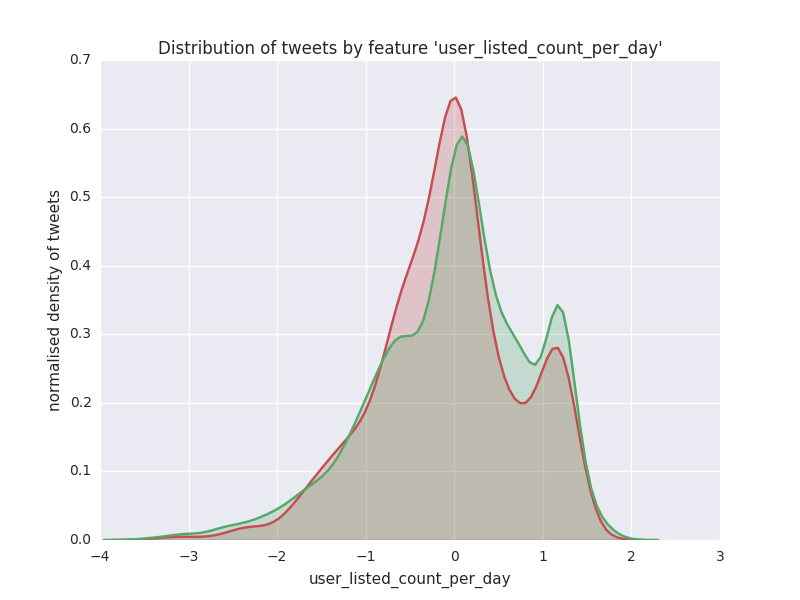 Distribution of tweets by feature 'user_listed_count_per_day'
0.7
0.6
0.5
0.4
0.3
0.2
0.1
0.0
normalised density of tweets
−4 −3 −2 −1 0 1 2 3
user_listed_count_per_day